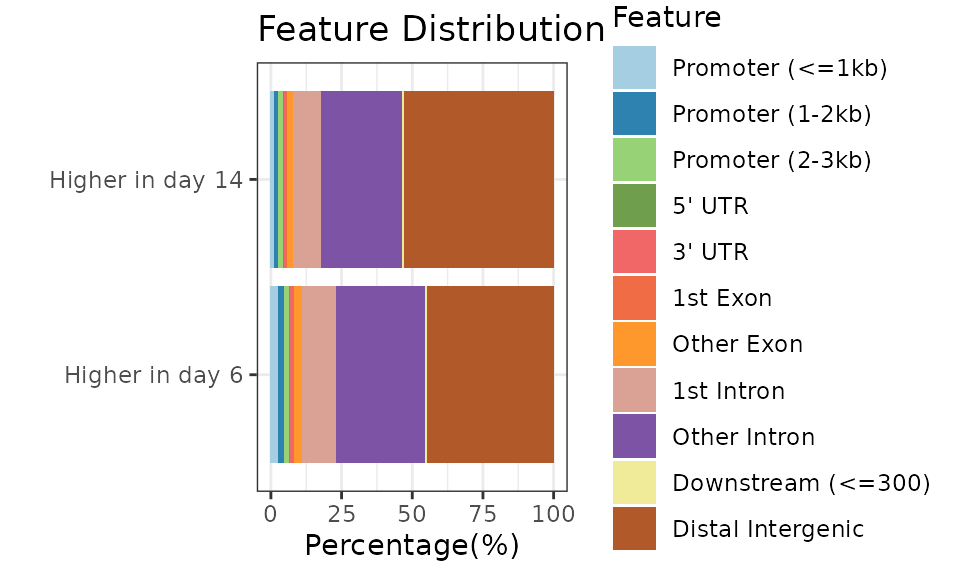 Feature Distribution
Higher in day 14
Higher in day 6
0 25 50 75 100
Percentage(%)
Feature
Promoter (<=1kb)
Promoter (1-2kb)
Promoter (2-3kb)
5' UTR
3' UTR
1st Exon
Other Exon
1st Intron
Other Intron
Downstream (<=300)
Distal Intergenic